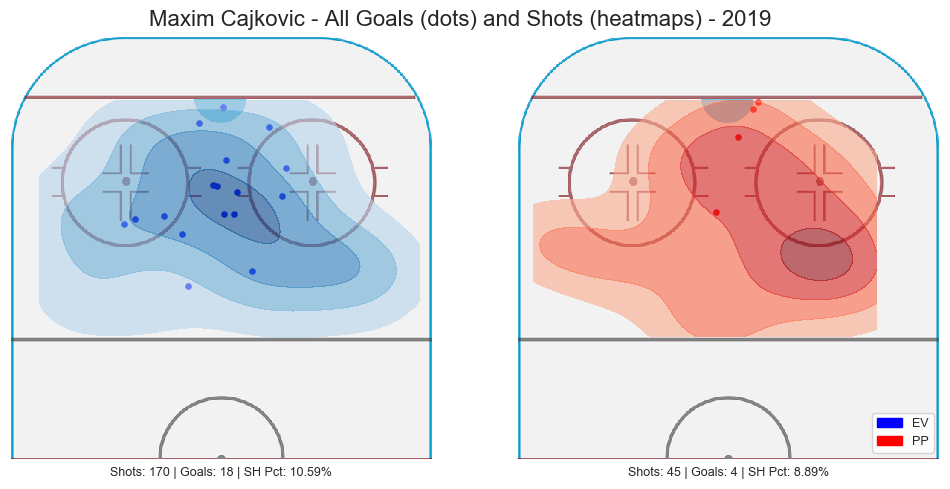 Maxim Cajkovic - All Goals (dots) and Shots (heatmaps) - 2019
EV
PP
Shots: 170 | Goals: 18 | SH Pct: 10.59%
Shots: 45 | Goals: 4 | SH Pct: 8.89%